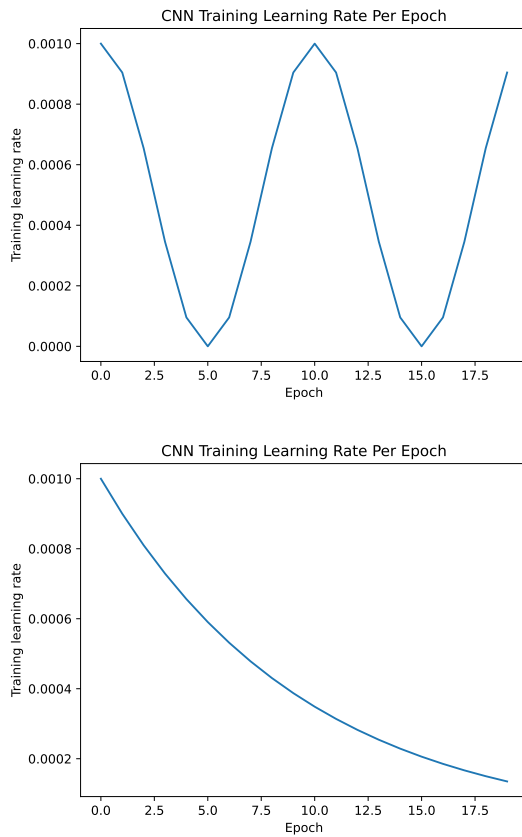 CNN Training Learning Rate Per Epoch
Training learning rate
0.0010
0.0008
0.0006
0.0004
0.0002
0.0000
0.0 2.5 5.0 7.5 10.0 12.5 15.0 17.5
Epoch
CNN Training Learning Rate Per Epoch
Training learning rate
0.0010
0.0008
0.0006
0.0004
0.0002
0.0 2.5 5.0 7.5 10.0 12.5 15.0 17.5
Epoch